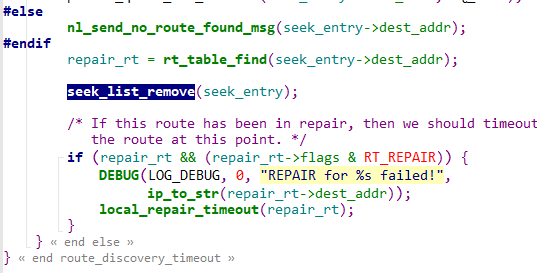 #else
nl_send_no_route_found_msg(seek_entry->dest_addr);
#endif
repair_rt = rt_table_find(seek_entry->dest_addr);
seek_list_remove(seek_entry);
/* If this route has been in repair, then we should timeout
the route at this point. */
if (repair_rt && (repair_rt->flags & RT_REPAIR)) {
DEBUG(LOG_DEBUG, 0, "REPAIR for %s failed!",
ip_to_str(repair_rt->dest_addr));
local_repair_timeout(repair_rt);
}
} « end else »
} « end route_discovery_timeout »